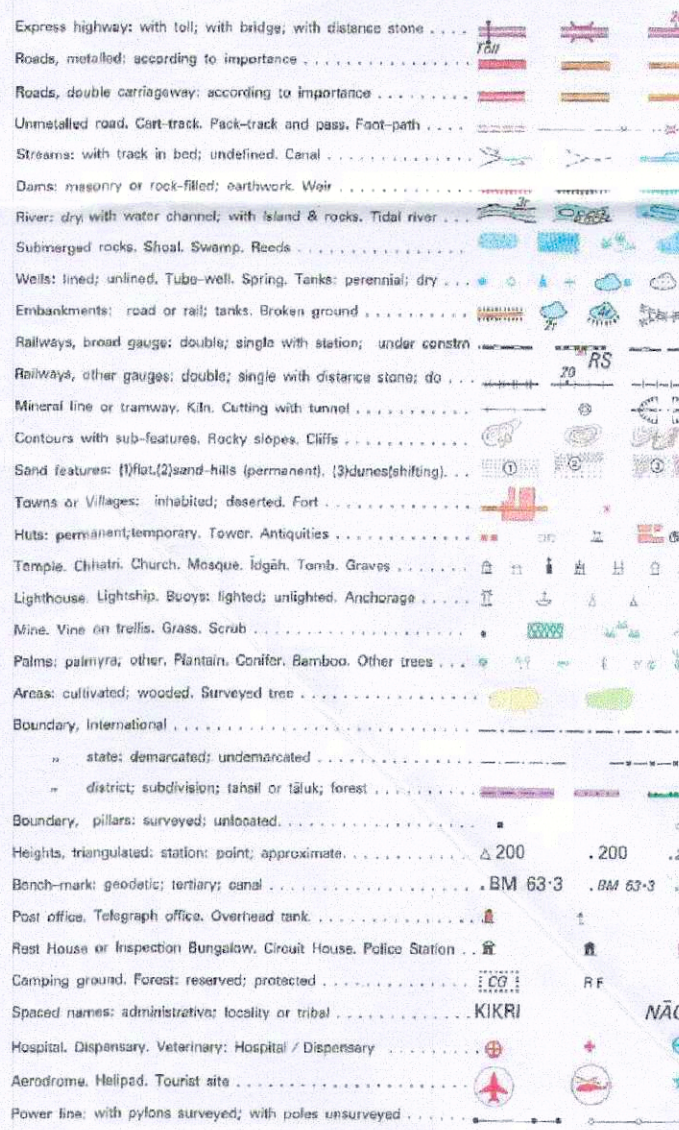 Express highway: with toll; with bridge; with distance stone ....
Toll
Roads, metalled: according to importance ................
Roads, double carriageway: according to importance .........
Unmetalled road. Cart-track. Pack-track and pass. Foot-path ....
Streams: with track in bed; undefined. Canal ..............
Dams: masonry or rock-filled; earthwork. Weir ..............
River: dry with water channel; with island & rocks. Tidal river ... 3r
Submerged rocks. Shoal. Swamp. Reeds ................
Wells: lined; unlined. Tube-well. Spring. Tanks: perennial; dry ...
Embankments: road or rail; tanks. Broken ground .......... 2r 4r
Railways, broad gauge: double; single with station; under constrn RS
Railways, other gauges: double; single with distance stone; do ... 20
Mineral line or tramway. Kiln. Cutting with tunnel ...........
Contours with sub-features. Rocky slopes. Cliffs ............
Sand features: (1)flat.(2)sand-hills (permanent). (3)dunes(shifting). ... 1 2 3
Towns or Villages: inhabited; deserted. Fort ..............
Huts: permanent;temporary. Tower. Antiquities .............
Temple. Chhatri. Church. Mosque. Īdgāh. Tomb. Graves .......
Lighthouse. Lightship. Buoys: lighted; unlighted. Anchorage .....
Mine. Vine on trellis. Grass. Scrub .....................
Palms: palmyra; other. Plantain. Conifer. Bamboo. Other trees ...
Areas: cultivated; wooded. Surveyed tree .................
Boundary, International ............................
„ state: demarcated; undemarcated ..............
„ district; subdivision; tahsil or tāluk; forest .........
Boundary, pillars: surveyed; unlocated. ..................
Heights, triangulated: station; point; approximate. ........... 200 .200
Bench-mark: geodetic; tertiary; canal .................. .BM 63·3 .BM 63·3
Post office. Telegraph office. Overhead tank. ..............
Rest House or Inspection Bungalow. Circuit House. Police Station ..
Camping ground. Forest: reserved; protected .............. CG RF
Spaced names: administrative; locality or tribal ............. KIKRI
Hospital. Dispensary. Veterinary: Hospital / Dispensary ........
Aerodrome. Helipad. Tourist site .......................
Power line: with pylons surveyed; with poles unsurveyed ......